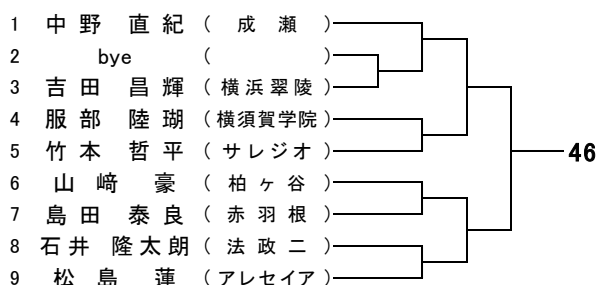 1 中野 直紀 （ 成瀬 ）
2 bye （ ）
3 吉田 昌輝 （ 横浜翠陵 ）
4 服部 陸瑚 （ 横須賀学院 ）
5 竹本 哲平 （ サレジオ ）
6 山﨑 豪 （ 柏ヶ谷 ）
7 島田 泰良 （ 赤羽根 ）
8 石井 隆太朗 （ 法政二 ）
9 松島 蓮 （ アレセイア ）
46